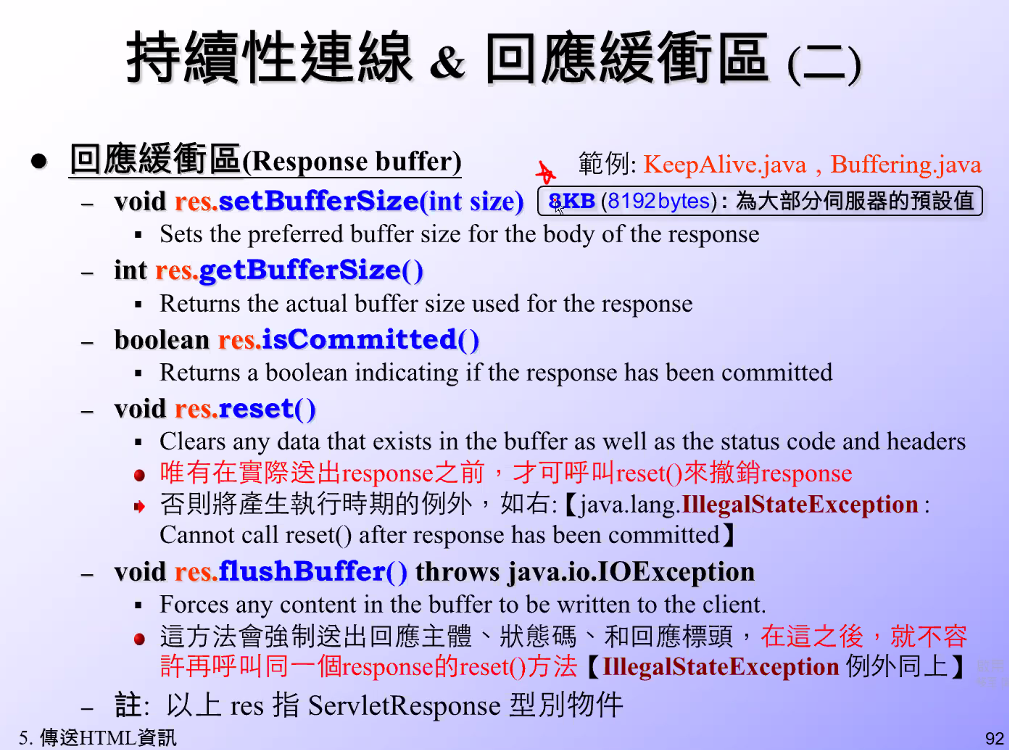 持續性連線 & 回應緩衝區 (二)
● 回應緩衝區(Response buffer)
範例: KeepAlive.java , Buffering.java
– void res.setBufferSize(int size)
8KB (8192bytes) : 為大部分伺服器的預設值
▪ Sets the preferred buffer size for the body of the response
– int res.getBufferSize()
▪ Returns the actual buffer size used for the response
– boolean res.isCommitted()
▪ Returns a boolean indicating if the response has been committed
– void res.reset()
▪ Clears any data that exists in the buffer as well as the status code and headers
● 唯有在實際送出response之前，才可呼叫reset()來撤銷response
否則將產生執行時期的例外，如右:【java.lang.IllegalStateException :
Cannot call reset() after response has been committed】
– void res.flushBuffer() throws java.io.IOException
▪ Forces any content in the buffer to be written to the client.
● 這方法會強制送出回應主體、狀態碼、和回應標頭，在這之後，就不容
許再呼叫同一個response的reset()方法【IllegalStateException 例外同上】
– 註: 以上 res 指 ServletResponse 型別物件
5. 傳送HTML資訊
92